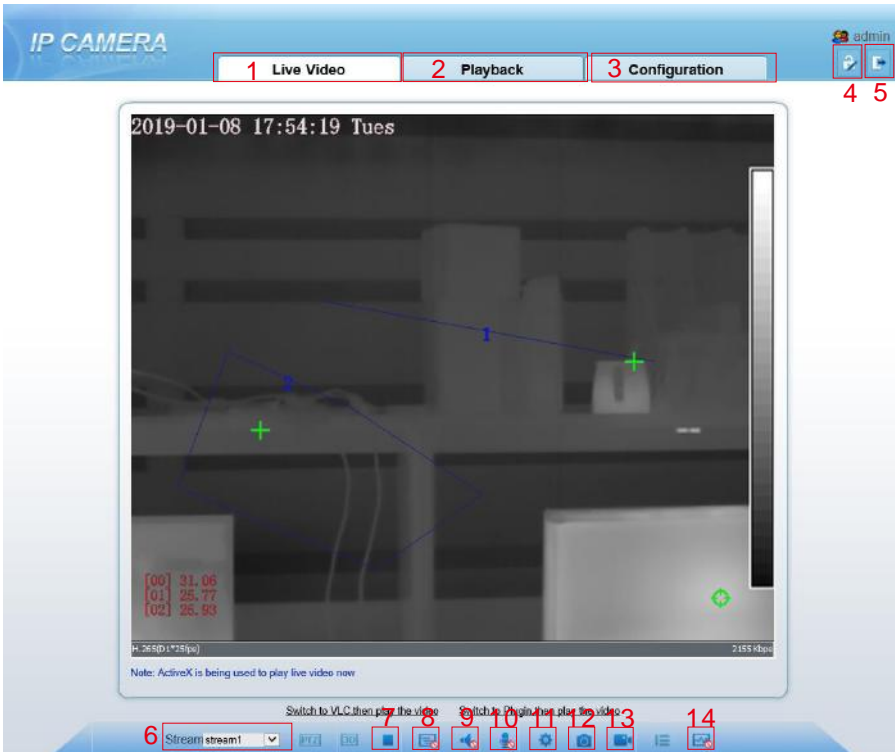 IP CAMERA
admin
1 Live Video 2 Playback 3 Configuration
4 5
2019-01-08 17:54:19 Tues
1
2
[00] 31.06
[01] 26.77
[02] 26.93
H.265(D1*25fps) 2155 kbps
Note: ActiveX is being used to play live video now
Switch to VLC,then play the video Switch to Plugin,then play the video
7 8 9 10 11 12 13 14
6 Stream stream1 PTZ 3D